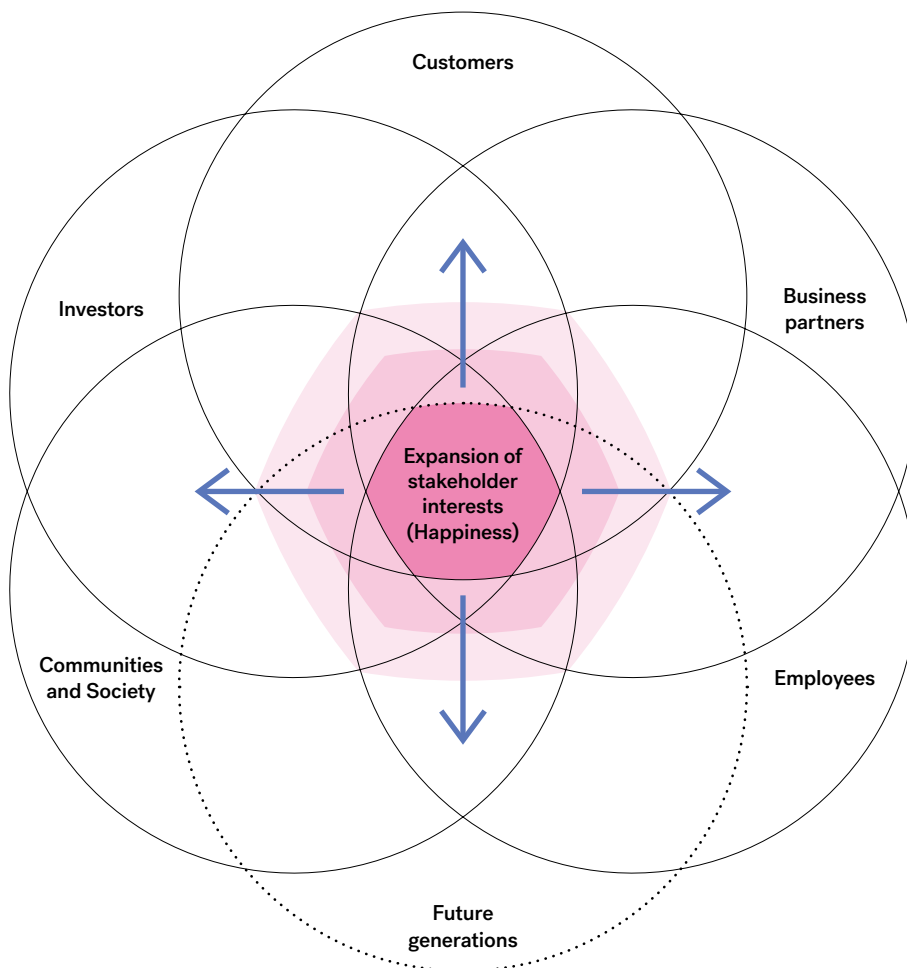 Customers
Investors
Business
partners
Expansion of
stakeholder
interests
(Happiness)
Communities
and Society
Employees
Future
generations